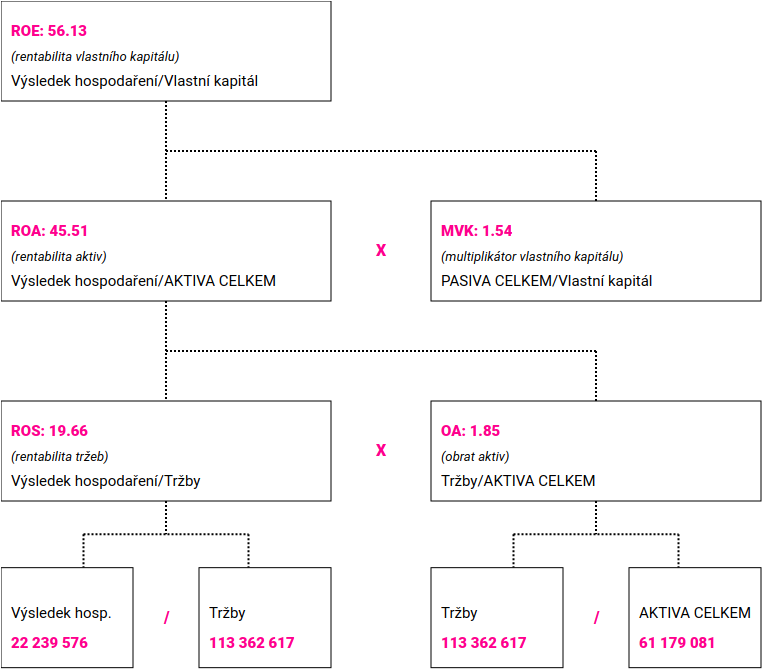 ROE: 56.13
(rentabilita vlastního kapitálu)
Výsledek hospodaření/Vlastní kapitál
ROA: 45.51
(rentabilita aktiv)
Výsledek hospodaření/AKTIVA CELKEM
X
MVK: 1.54
(multiplikátor vlastního kapitálu)
PASIVA CELKEM/Vlastní kapitál
ROS: 19.66
(rentabilita tržeb)
Výsledek hospodaření/Tržby
X
OA: 1.85
(obrat aktiv)
Tržby/AKTIVA CELKEM
Výsledek hosp.
22 239 576
/
Tržby
113 362 617
Tržby
113 362 617
/
AKTIVA CELKEM
61 179 081